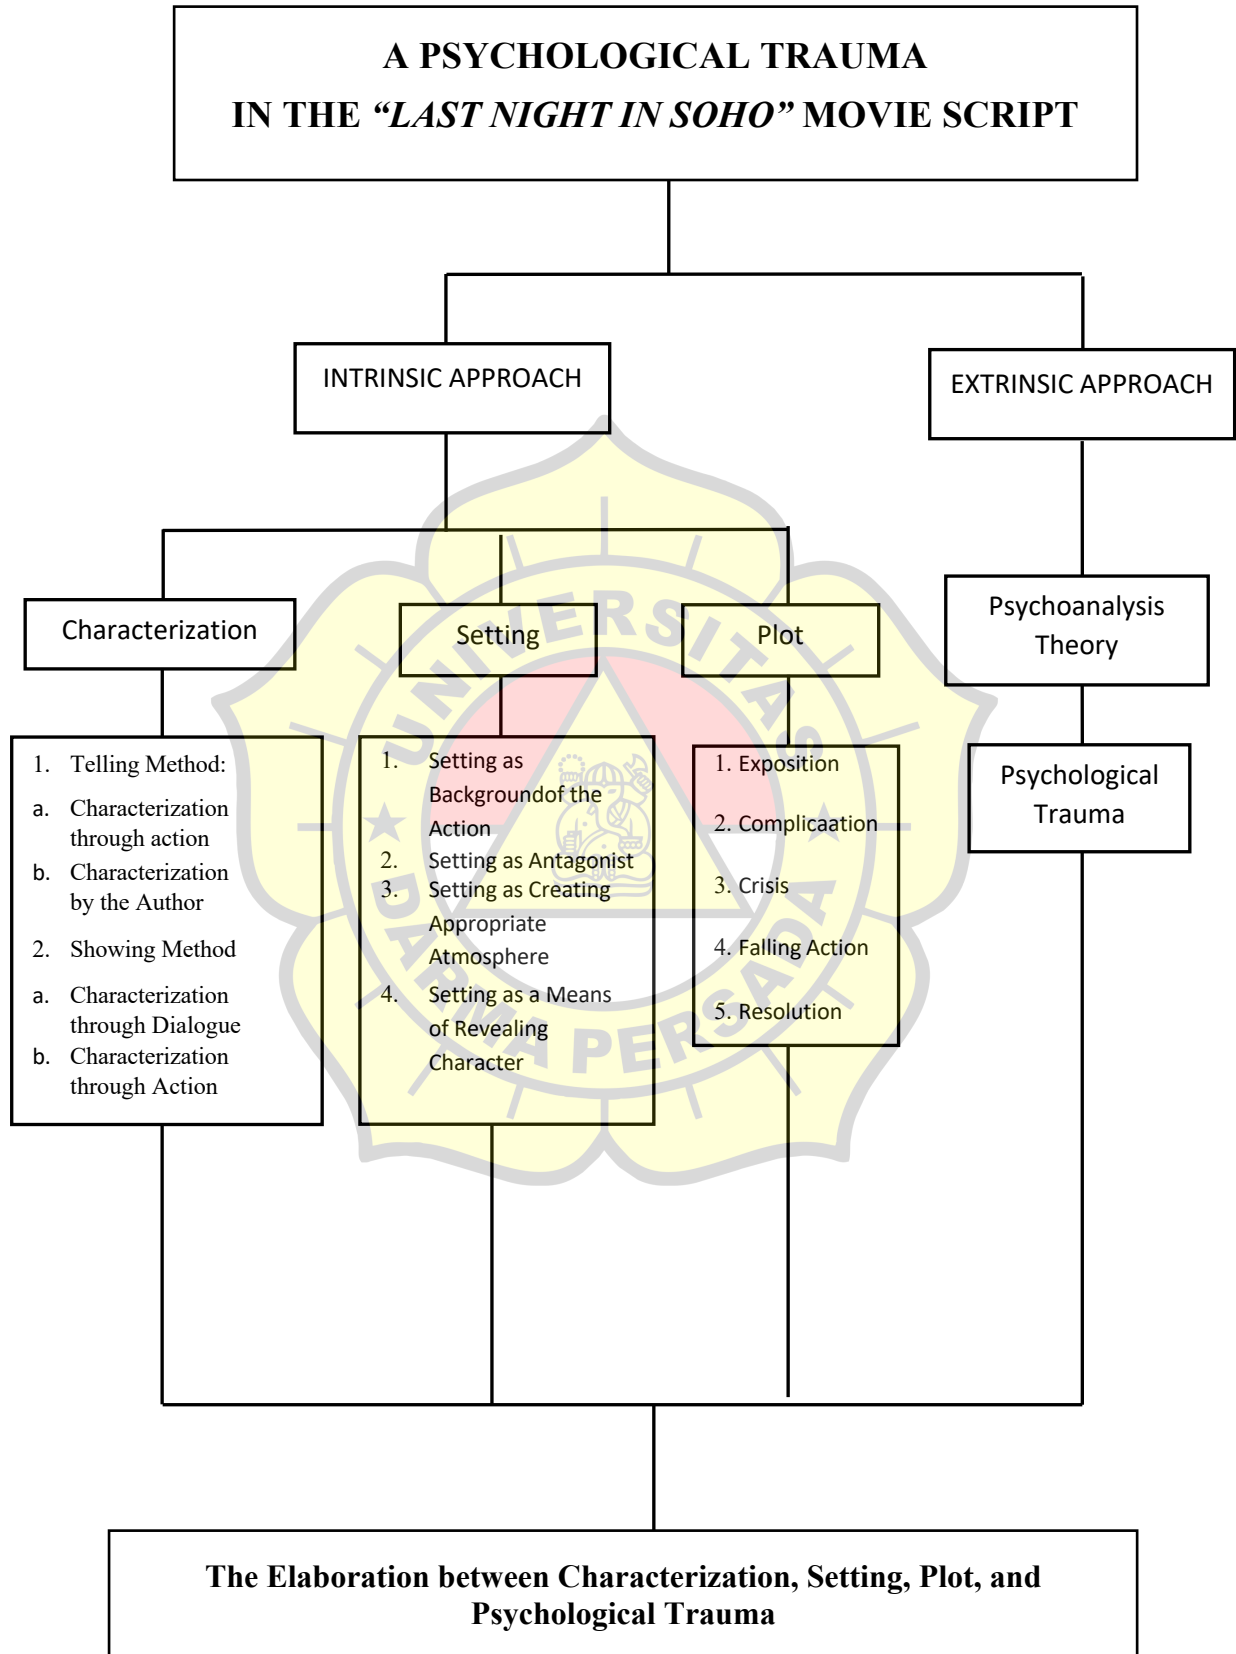 A PSYCHOLOGICAL TRAUMA
IN THE “LAST NIGHT IN SOHO” MOVIE SCRIPT
INTRINSIC APPROACH
EXTRINSIC APPROACH
Characterization
Setting
Plot
Psychoanalysis
Theory
1. Telling Method:
a. Characterization
through action
b. Characterization
by the Author
2. Showing Method
a. Characterization
through Dialogue
b. Characterization
through Action
1. Setting as
Backgroundof the
Action
2. Setting as Antagonist
3. Setting as Creating
Appropriate
Atmosphere
4. Setting as a Means
of Revealing
Character
1. Exposition
2. Complicaation
3. Crisis
4. Falling Action
5. Resolution
Psychological
Trauma
The Elaboration between Characterization, Setting, Plot, and
Psychological Trauma
UNIVERSITAS
DARMA PERSADA